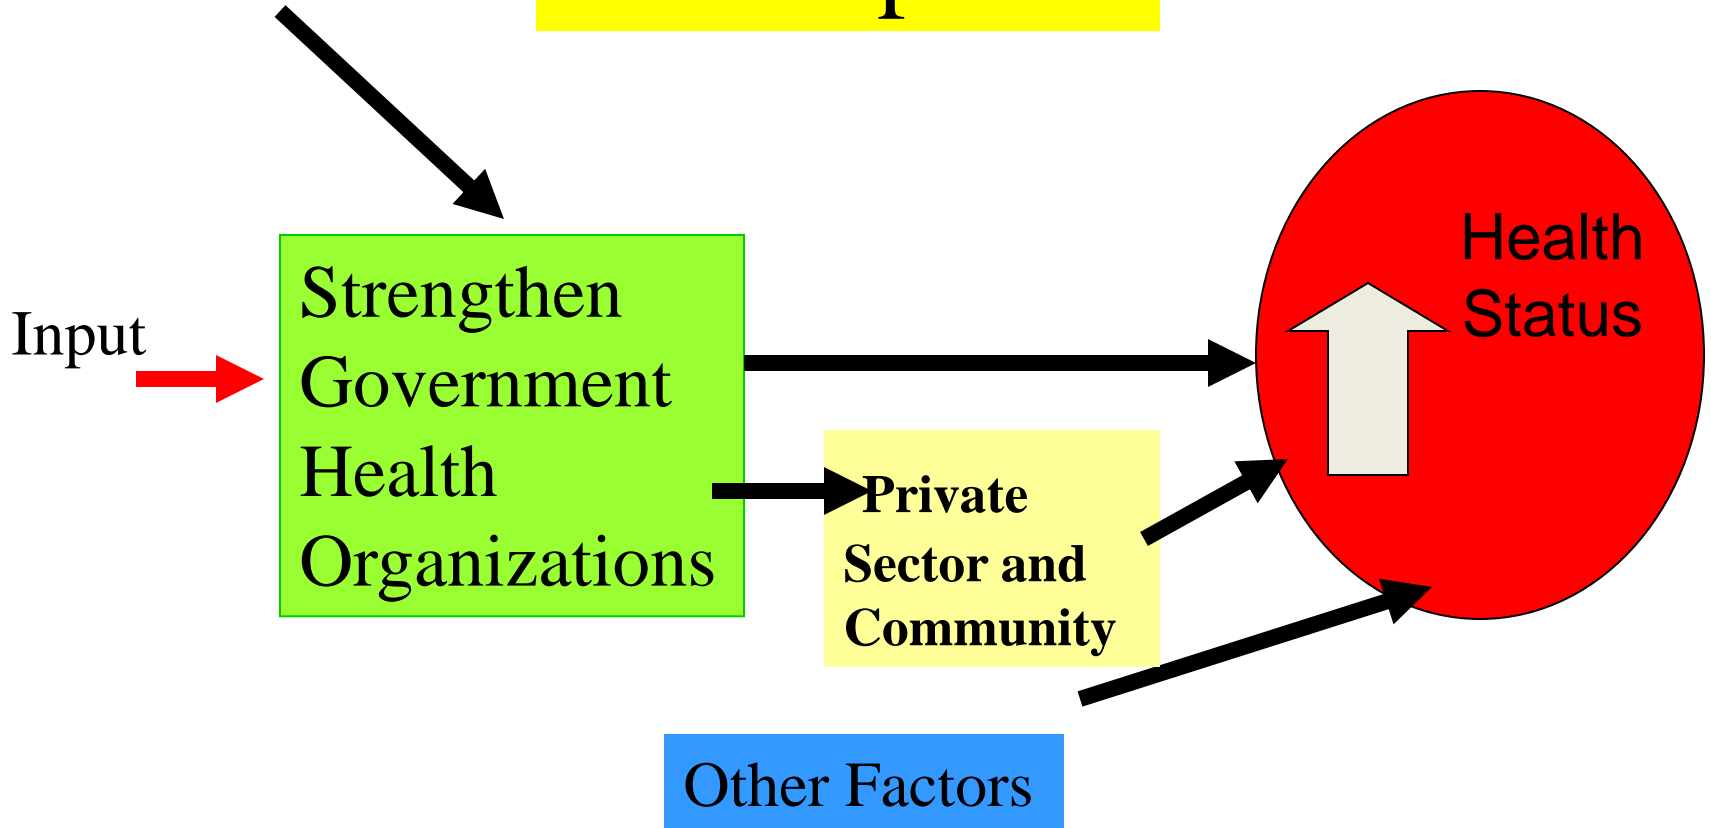 Health
Status
Input
Strengthen
Government
Health
Organizations
Private
Sector and
Community
Other Factors